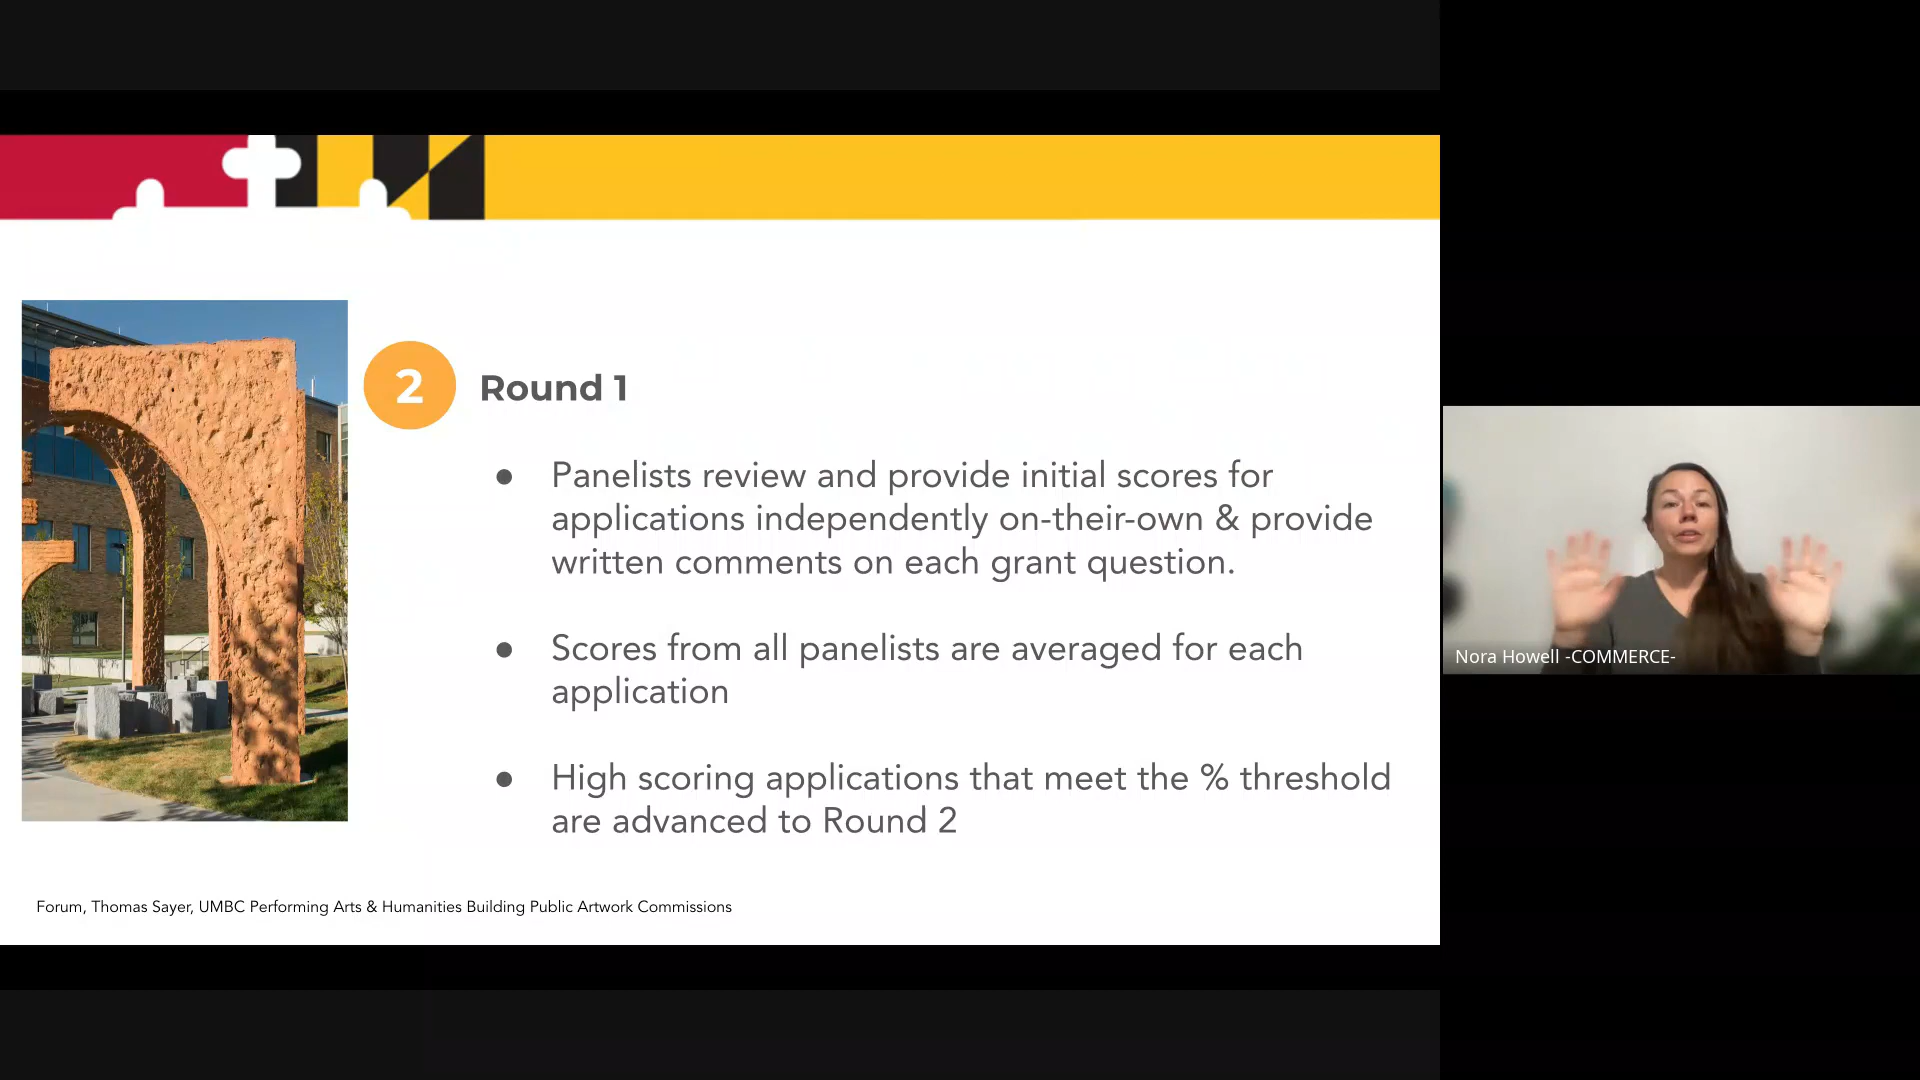 2 Round 1
● Panelists review and provide initial scores for
applications independently on-their-own & provide
written comments on each grant question.
● Scores from all panelists are averaged for each
application
● High scoring applications that meet the % threshold
are advanced to Round 2
Forum, Thomas Sayer, UMBC Performing Arts & Humanities Building Public Artwork Commissions
Nora Howell -COMMERCE-